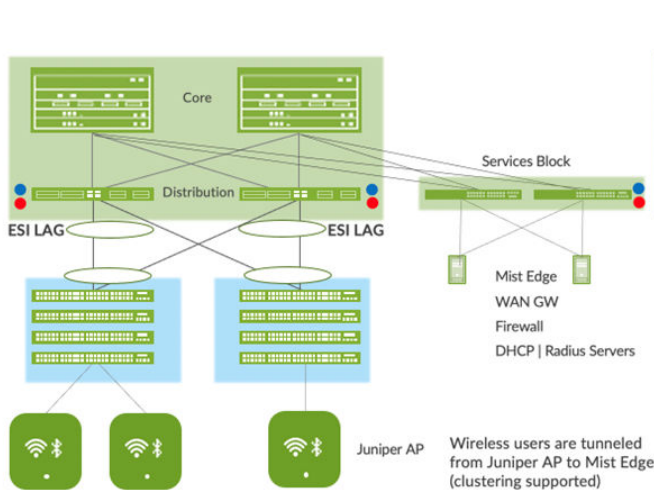 Core
Services Block
Distribution
ESI LAG
ESI LAG
Mist Edge
WAN GW
Firewall
DHCP | Radius Servers
Juniper AP
Wireless users are tunneled
from Juniper AP to Mist Edge
(clustering supported)